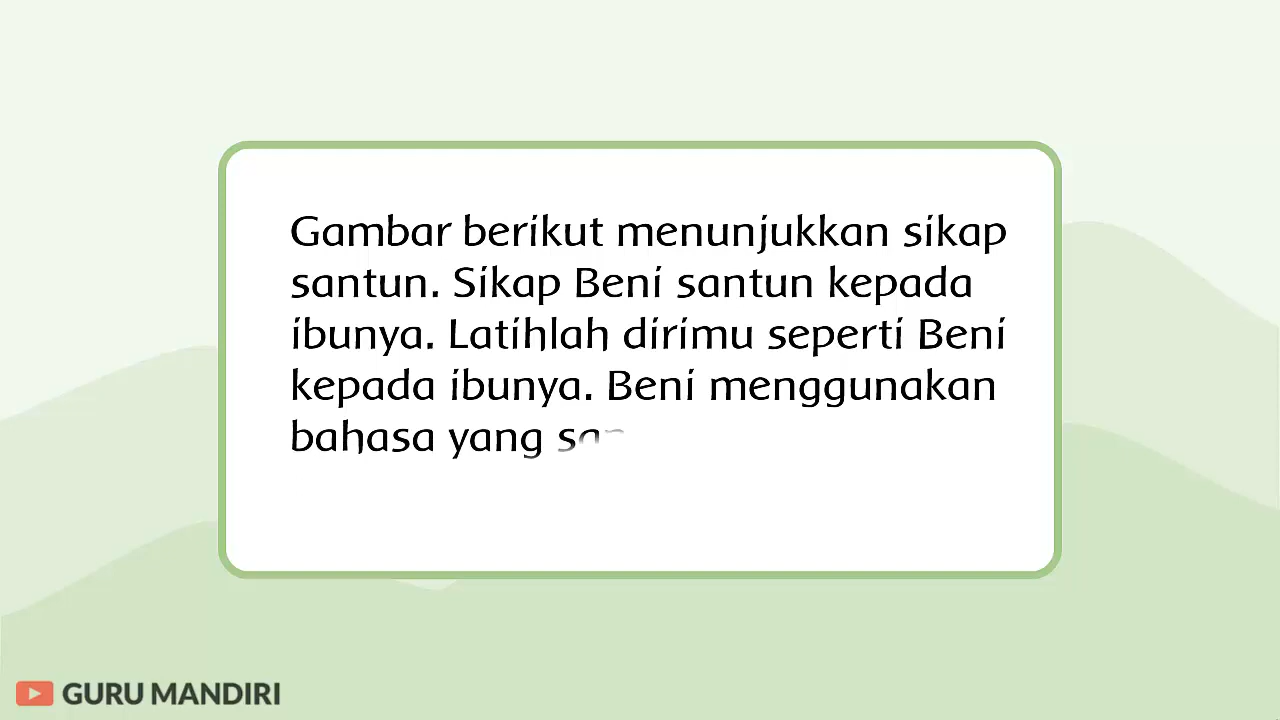 Gambar berikut menunjukkan sikap
santun. Sikap Beni santun kepada
ibunya. Latihlah dirimu seperti Beni
kepada ibunya. Beni menggunakan
bahasa yang
GURU MANDIRI